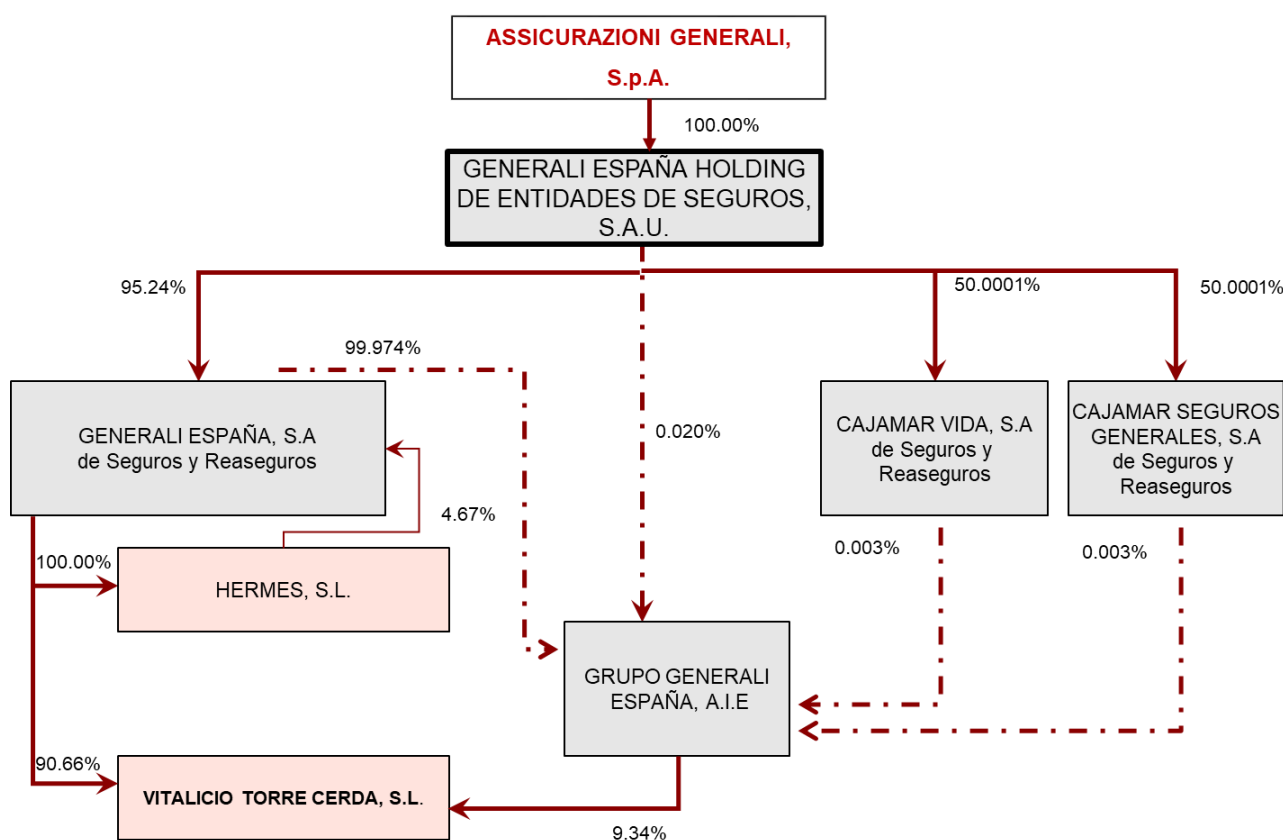 ASSICURAZIONI GENERALI,
S.p.A.
100.00%
GENERALI ESPAÑA HOLDING
DE ENTIDADES DE SEGUROS,
S.A.U.
95.24%
50.0001%
50.0001%
99.974%
GENERALI ESPAÑA, S.A
de Seguros y Reaseguros
0.020%
CAJAMAR VIDA, S.A
de Seguros y
Reaseguros
CAJAMAR SEGUROS
GENERALES, S.A
de Seguros y
Reaseguros
4.67%
100.00%
HERMES, S.L.
0.003%
0.003%
GRUPO GENERALI
ESPAÑA, A.I.E
90.66%
VITALICIO TORRE CERDA, S.L.
9.34%